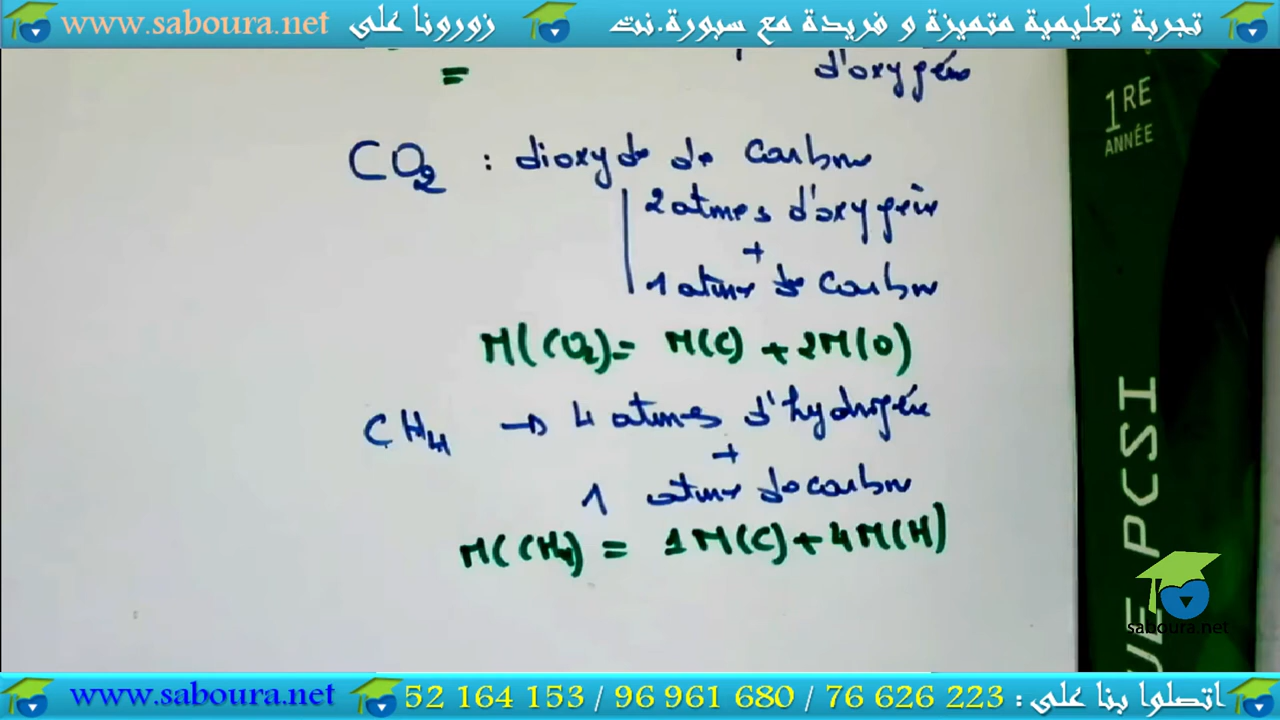 www.saboura.net زورونا على تجربة تعليمية متميزة و فريدة مع سبورة.نت
=
d'oxygène
CO2 : dioxyde de carbone
2 atomes d'oxygène
+
1 atome de carbone
M(CO2) = M(C) + 2M(O)
CH4 → 4 atomes d'hydrogène
+
1 atome de carbone
M(CH4) = 1M(C) + 4M(H)
1RE
ANNÉE
UE PCSI
saboura.net
www.saboura.net 52 164 153 / 96 961 680 / 76 626 223 : اتصلوا بنا على